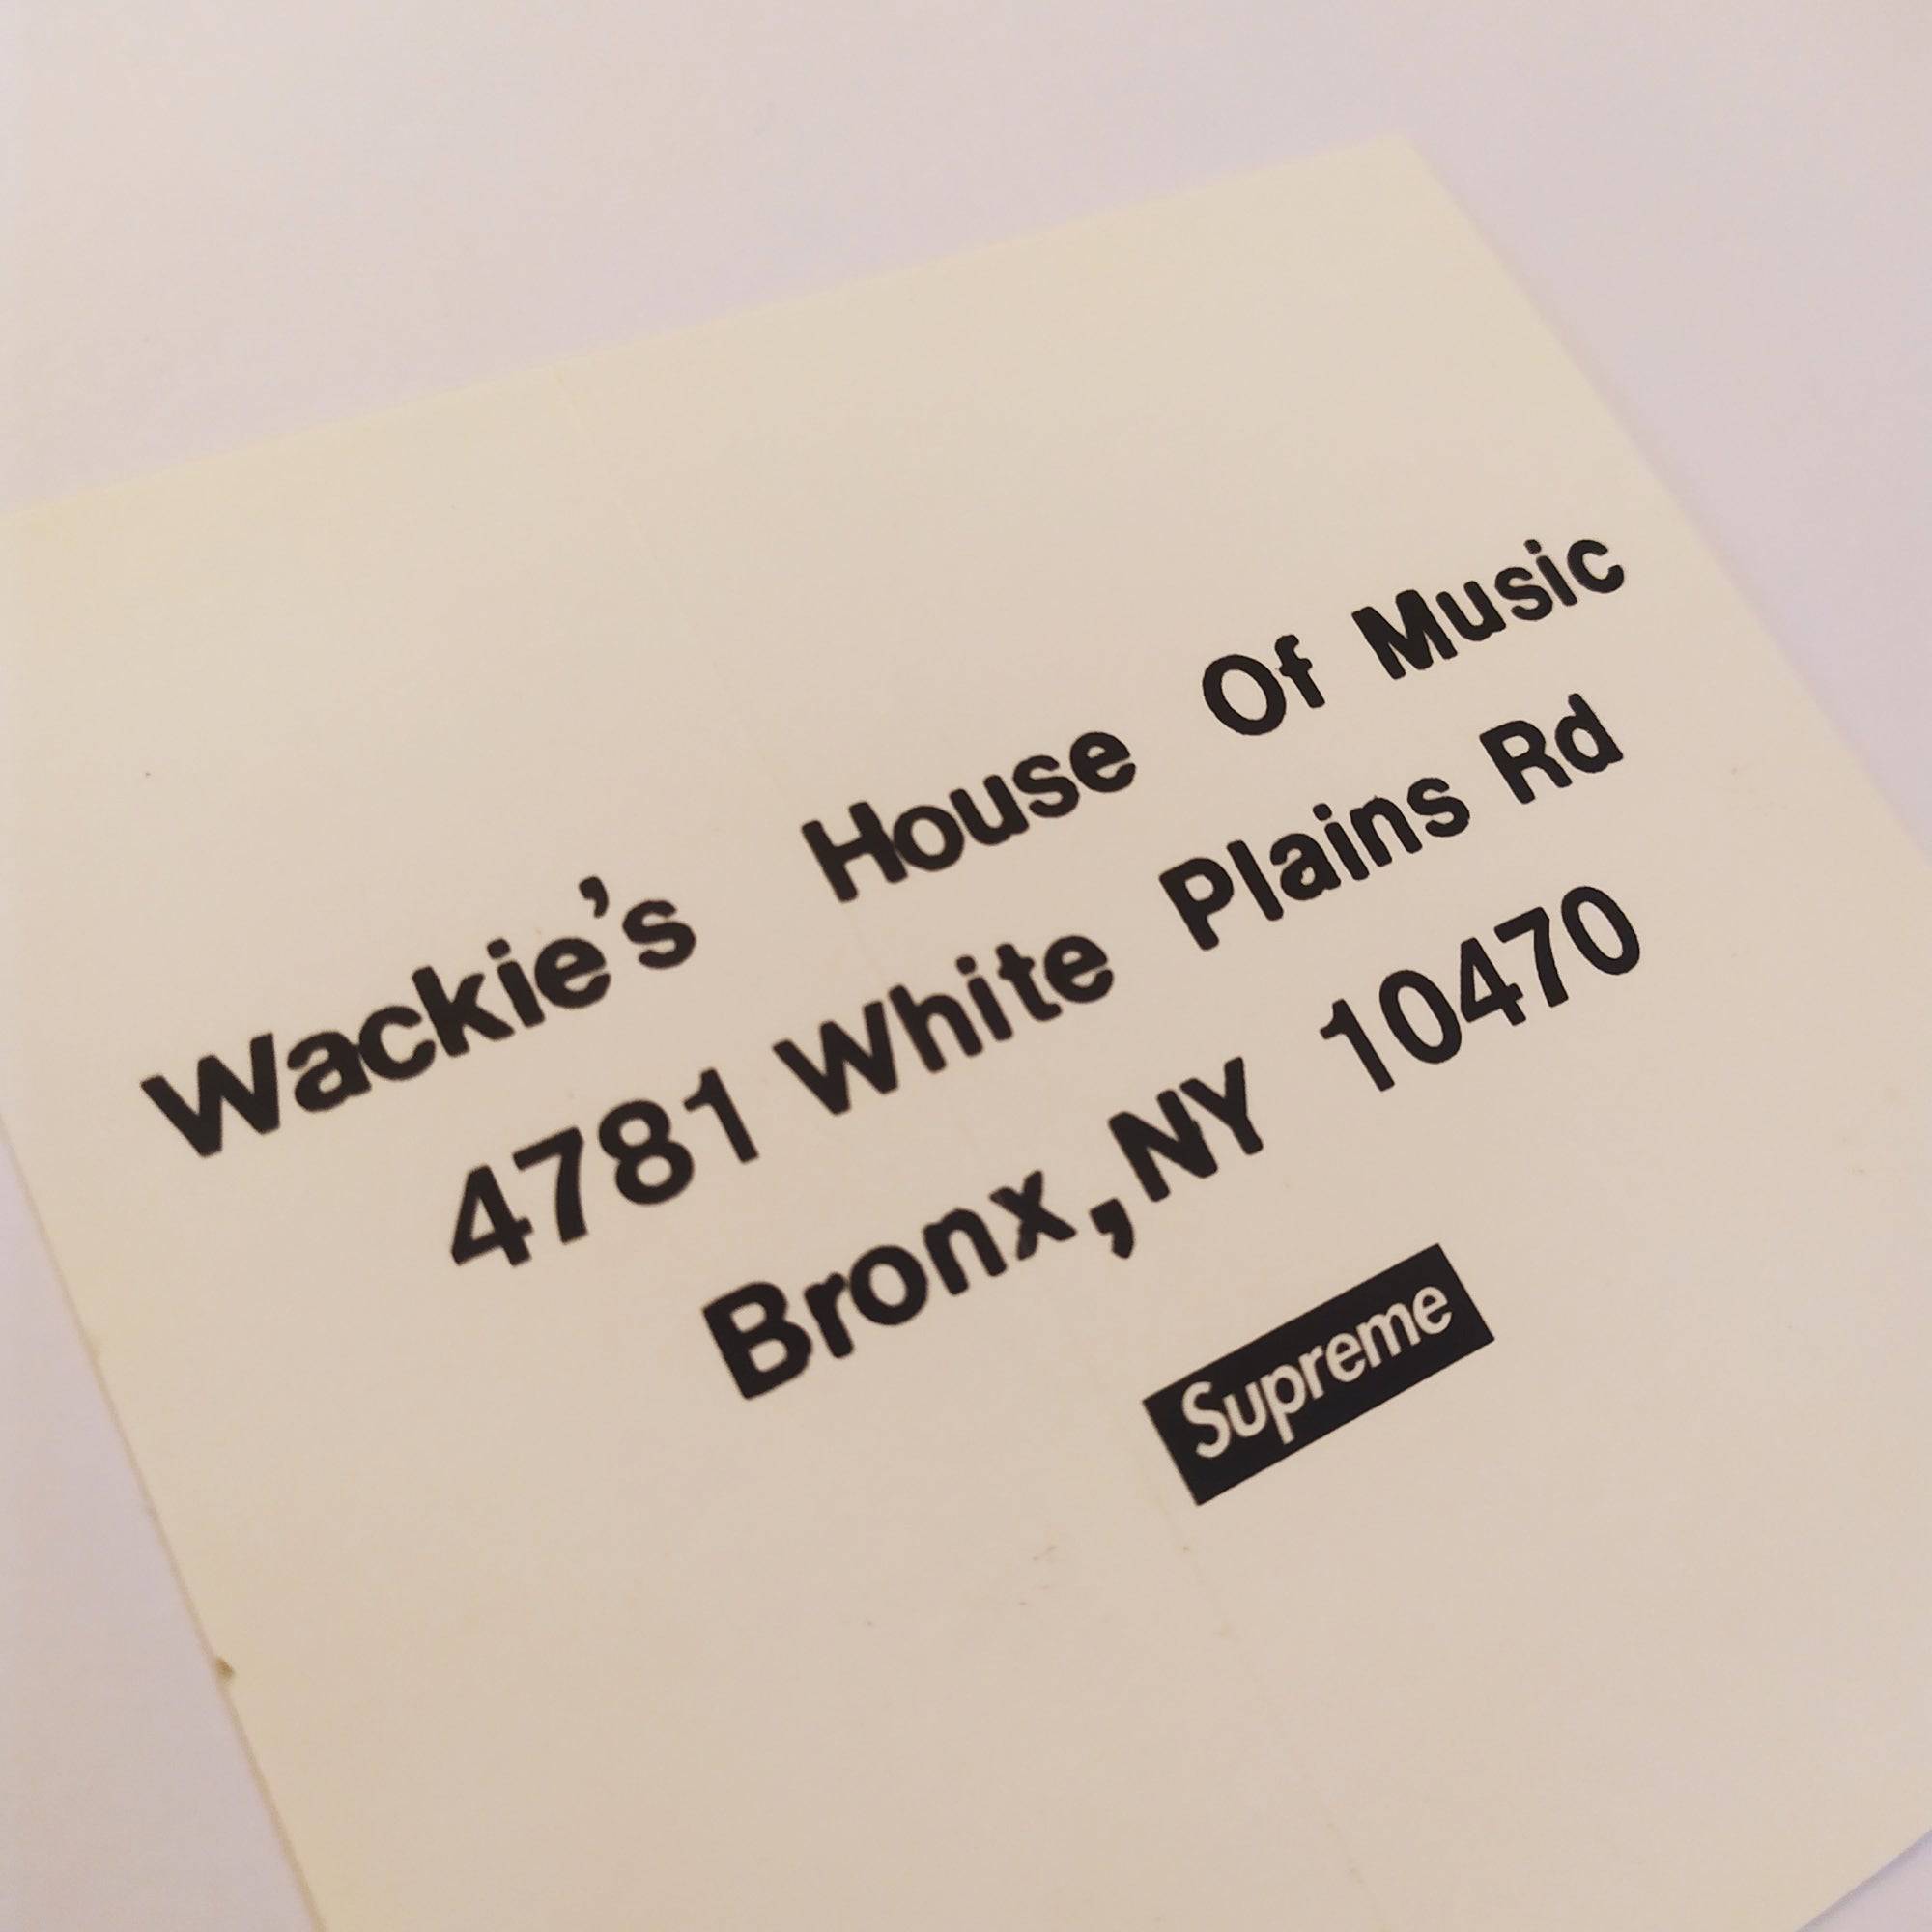 Wackie's House Of Music
4781 White Plains Rd
Bronx,NY 10470
Supreme